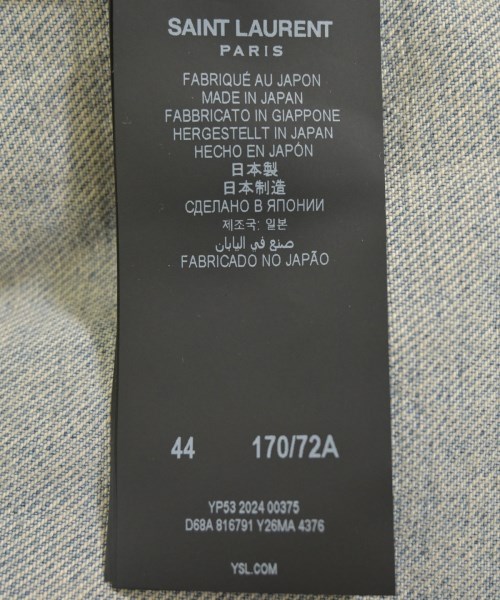 SAINT LAURENT
PARIS
FABRIQUÉ AU JAPON
MADE IN JAPAN
FABBRICATO IN GIAPPONE
HERGESTELLT IN JAPAN
HECHO EN JAPÓN
日本製
日本制造
СДЕЛАНО В ЯПОНИИ
제조국: 일본
صنع في اليابان
FABRICADO NO JAPÃO
44 170/72A
YP53 2024 00375
D68A 816791 Y26MA 4376
YSL.COM